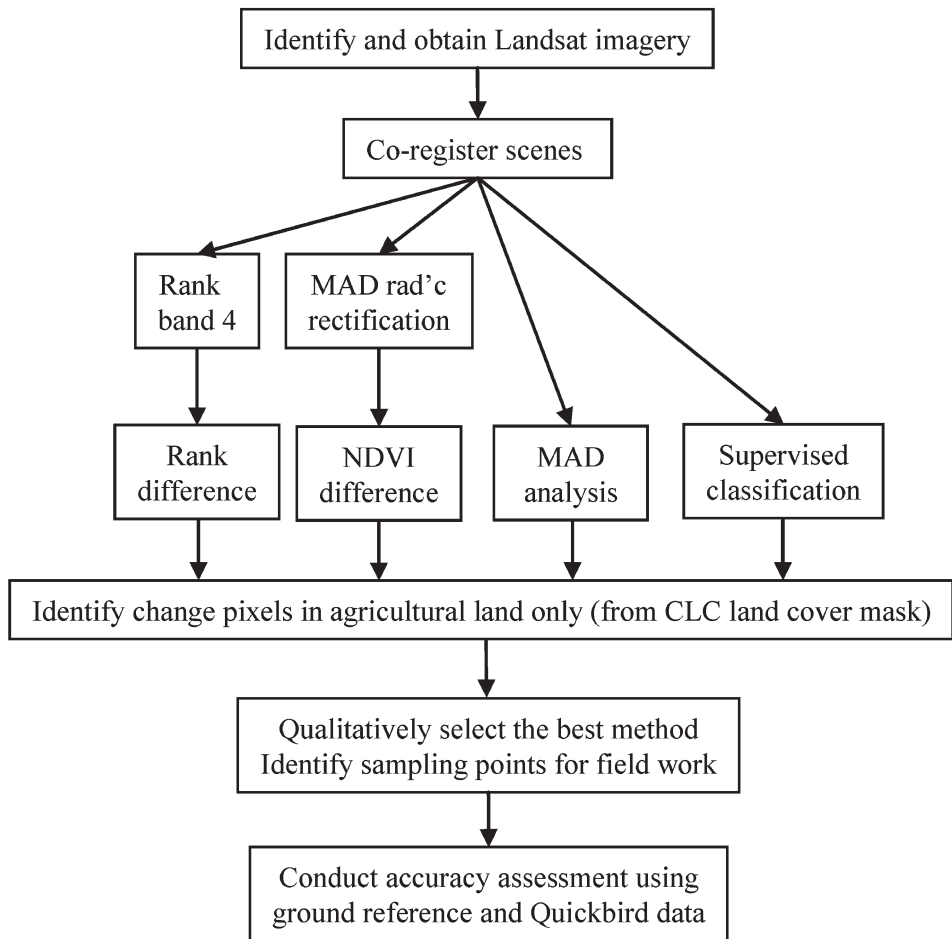 Identify and obtain Landsat imagery
Co-register scenes
Rank
band 4
MAD rad’c
rectification
Rank
difference
NDVI
difference
MAD
analysis
Supervised
classification
Identify change pixels in agricultural land only (from CLC land cover mask)
Qualitatively select the best method
Identify sampling points for field work
Conduct accuracy assessment using
ground reference and Quickbird data